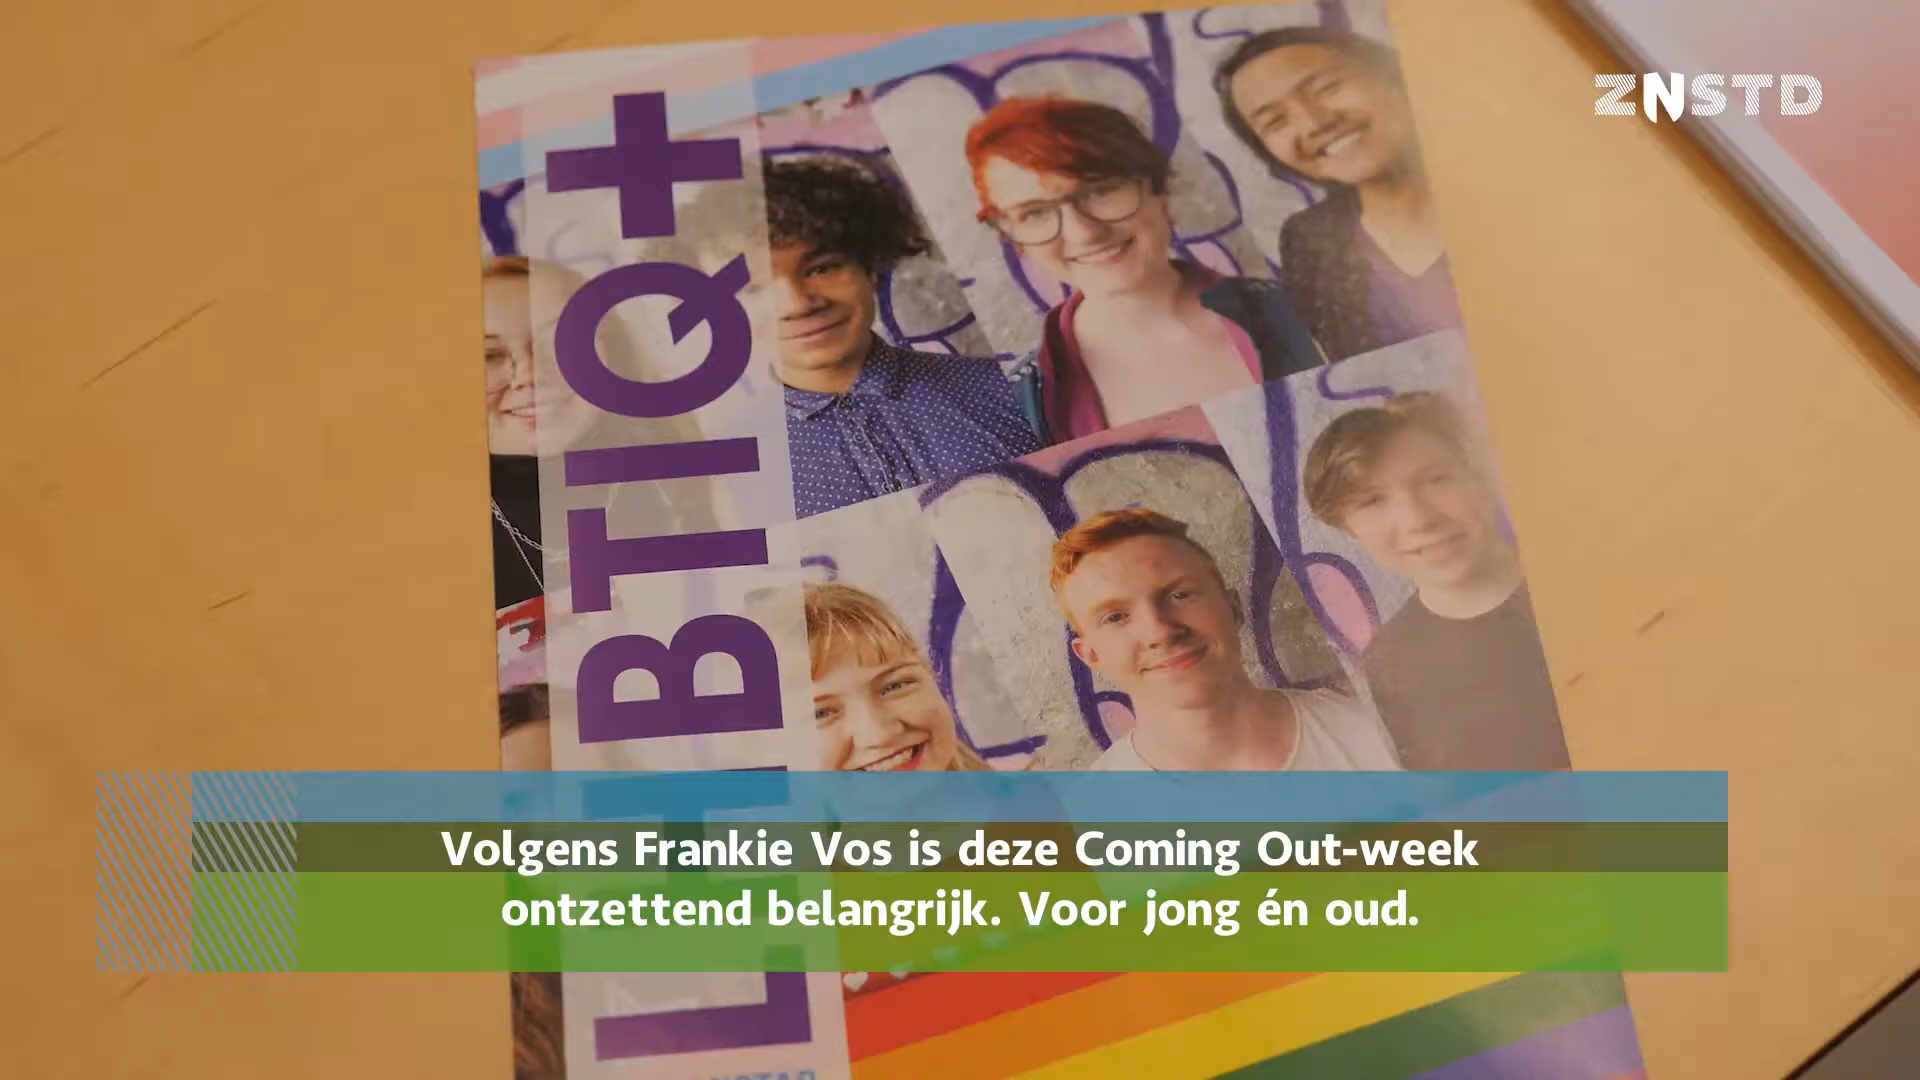 ZNSTD
LHBTIQ+
Volgens Frankie Vos is deze Coming Out-week
ontzettend belangrijk. Voor jong én oud.